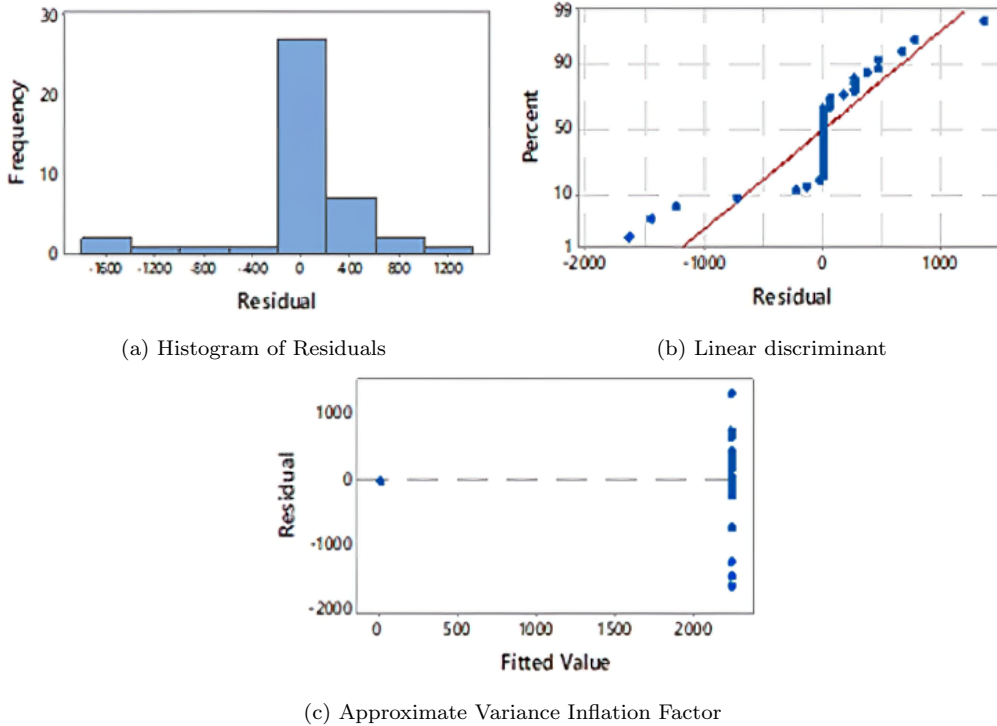 30
20
10
0
Frequency
-1600 -1200 -800 -400 0 400 800 1200
Residual
(a) Histogram of Residuals
99
90
50
10
1
Percent
-2000 -1000 0 1000
Residual
(b) Linear discriminant
1000
0
-1000
-2000
Residual
0 500 1000 1500 2000
Fitted Value
(c) Approximate Variance Inflation Factor